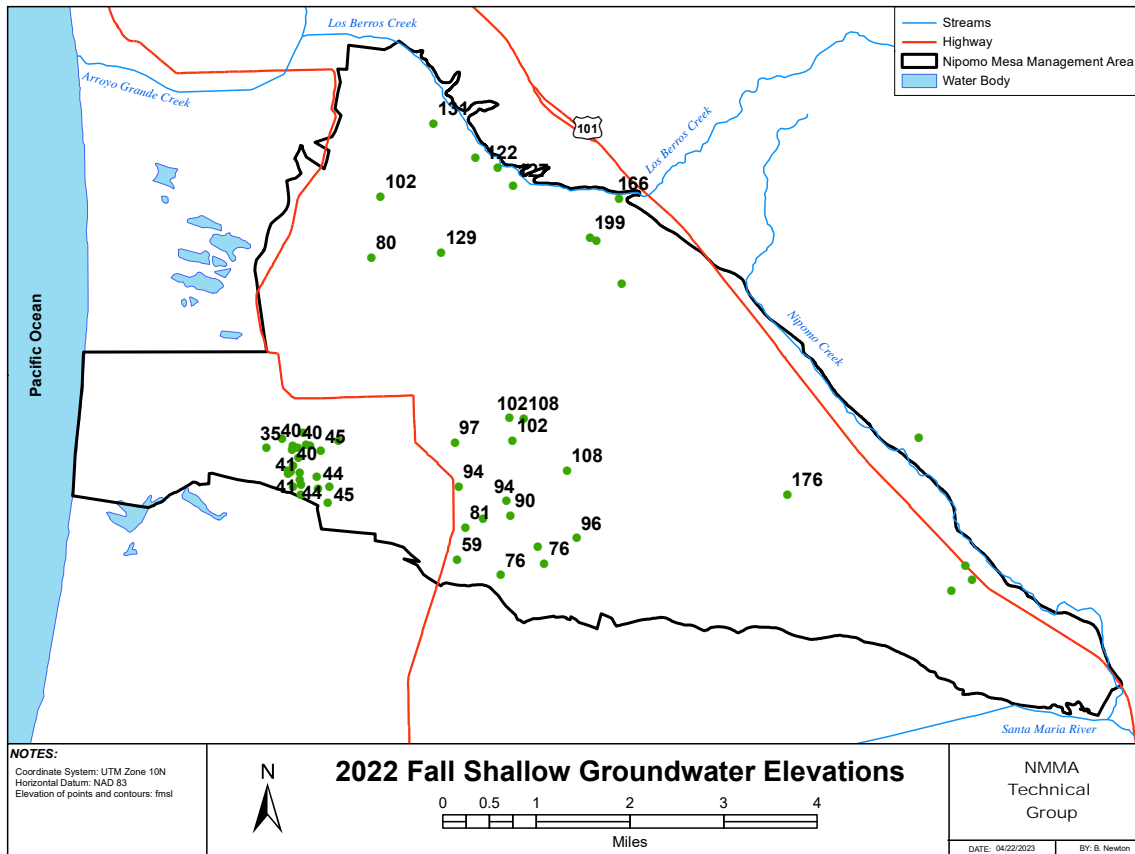 Los Berros Creek
Streams
Highway
Nipomo Mesa Management Area
Water Body
Arroyo Grande Creek
101
Los Berros Creek
122
166
102
199
80
129
Nipomo Creek
Pacific Ocean
102
108
97
102
35
40
40
45
40
108
41
44
94
94
176
41
44
45
90
81
96
59
76
76
Santa Maria River
NOTES:
Coordinate System: UTM Zone 10N
Horizontal Datum: NAD 83
Elevation of points and contours: fmsl
N
2022 Fall Shallow Groundwater Elevations
0 0.5 1 2 3 4
Miles
NMMA
Technical
Group
DATE: 04/22/2023
BY: B. Newton